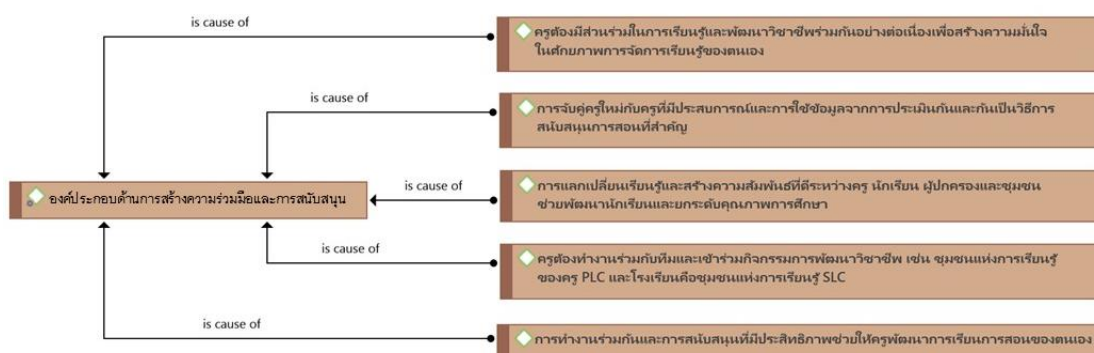 is cause of
ครูต้องมีส่วนร่วมในการเรียนรู้และพัฒนาวิชาชีพร่วมกันอย่างต่อเนื่องเพื่อสร้างความมั่นใจ
ในศักยภาพการจัดการเรียนรู้ของตนเอง
is cause of
การจับคู่ครูใหม่กับครูที่มีประสบการณ์และการใช้ข้อมูลจากการประเมินกันและกันเป็นวิธีการ
สนับสนุนการสอนที่สำคัญ
องค์ประกอบด้านการสร้างความร่วมมือและการสนับสนุน
is cause of
การแลกเปลี่ยนเรียนรู้และสร้างความสัมพันธ์ที่ดีระหว่างครู นักเรียน ผู้ปกครองและชุมชน
ช่วยพัฒนานักเรียนและยกระดับคุณภาพการศึกษา
is cause of
ครูต้องทำงานร่วมกับทีมและเข้าร่วมกิจกรรมการพัฒนาวิชาชีพ เช่น ชุมชนแห่งการเรียนรู้
ของครู PLC และโรงเรียนคือชุมชนแห่งการเรียนรู้ SLC
is cause of
การทำงานร่วมกันและการสนับสนุนที่มีประสิทธิภาพช่วยให้ครูพัฒนาการเรียนการสอนของตนเอง